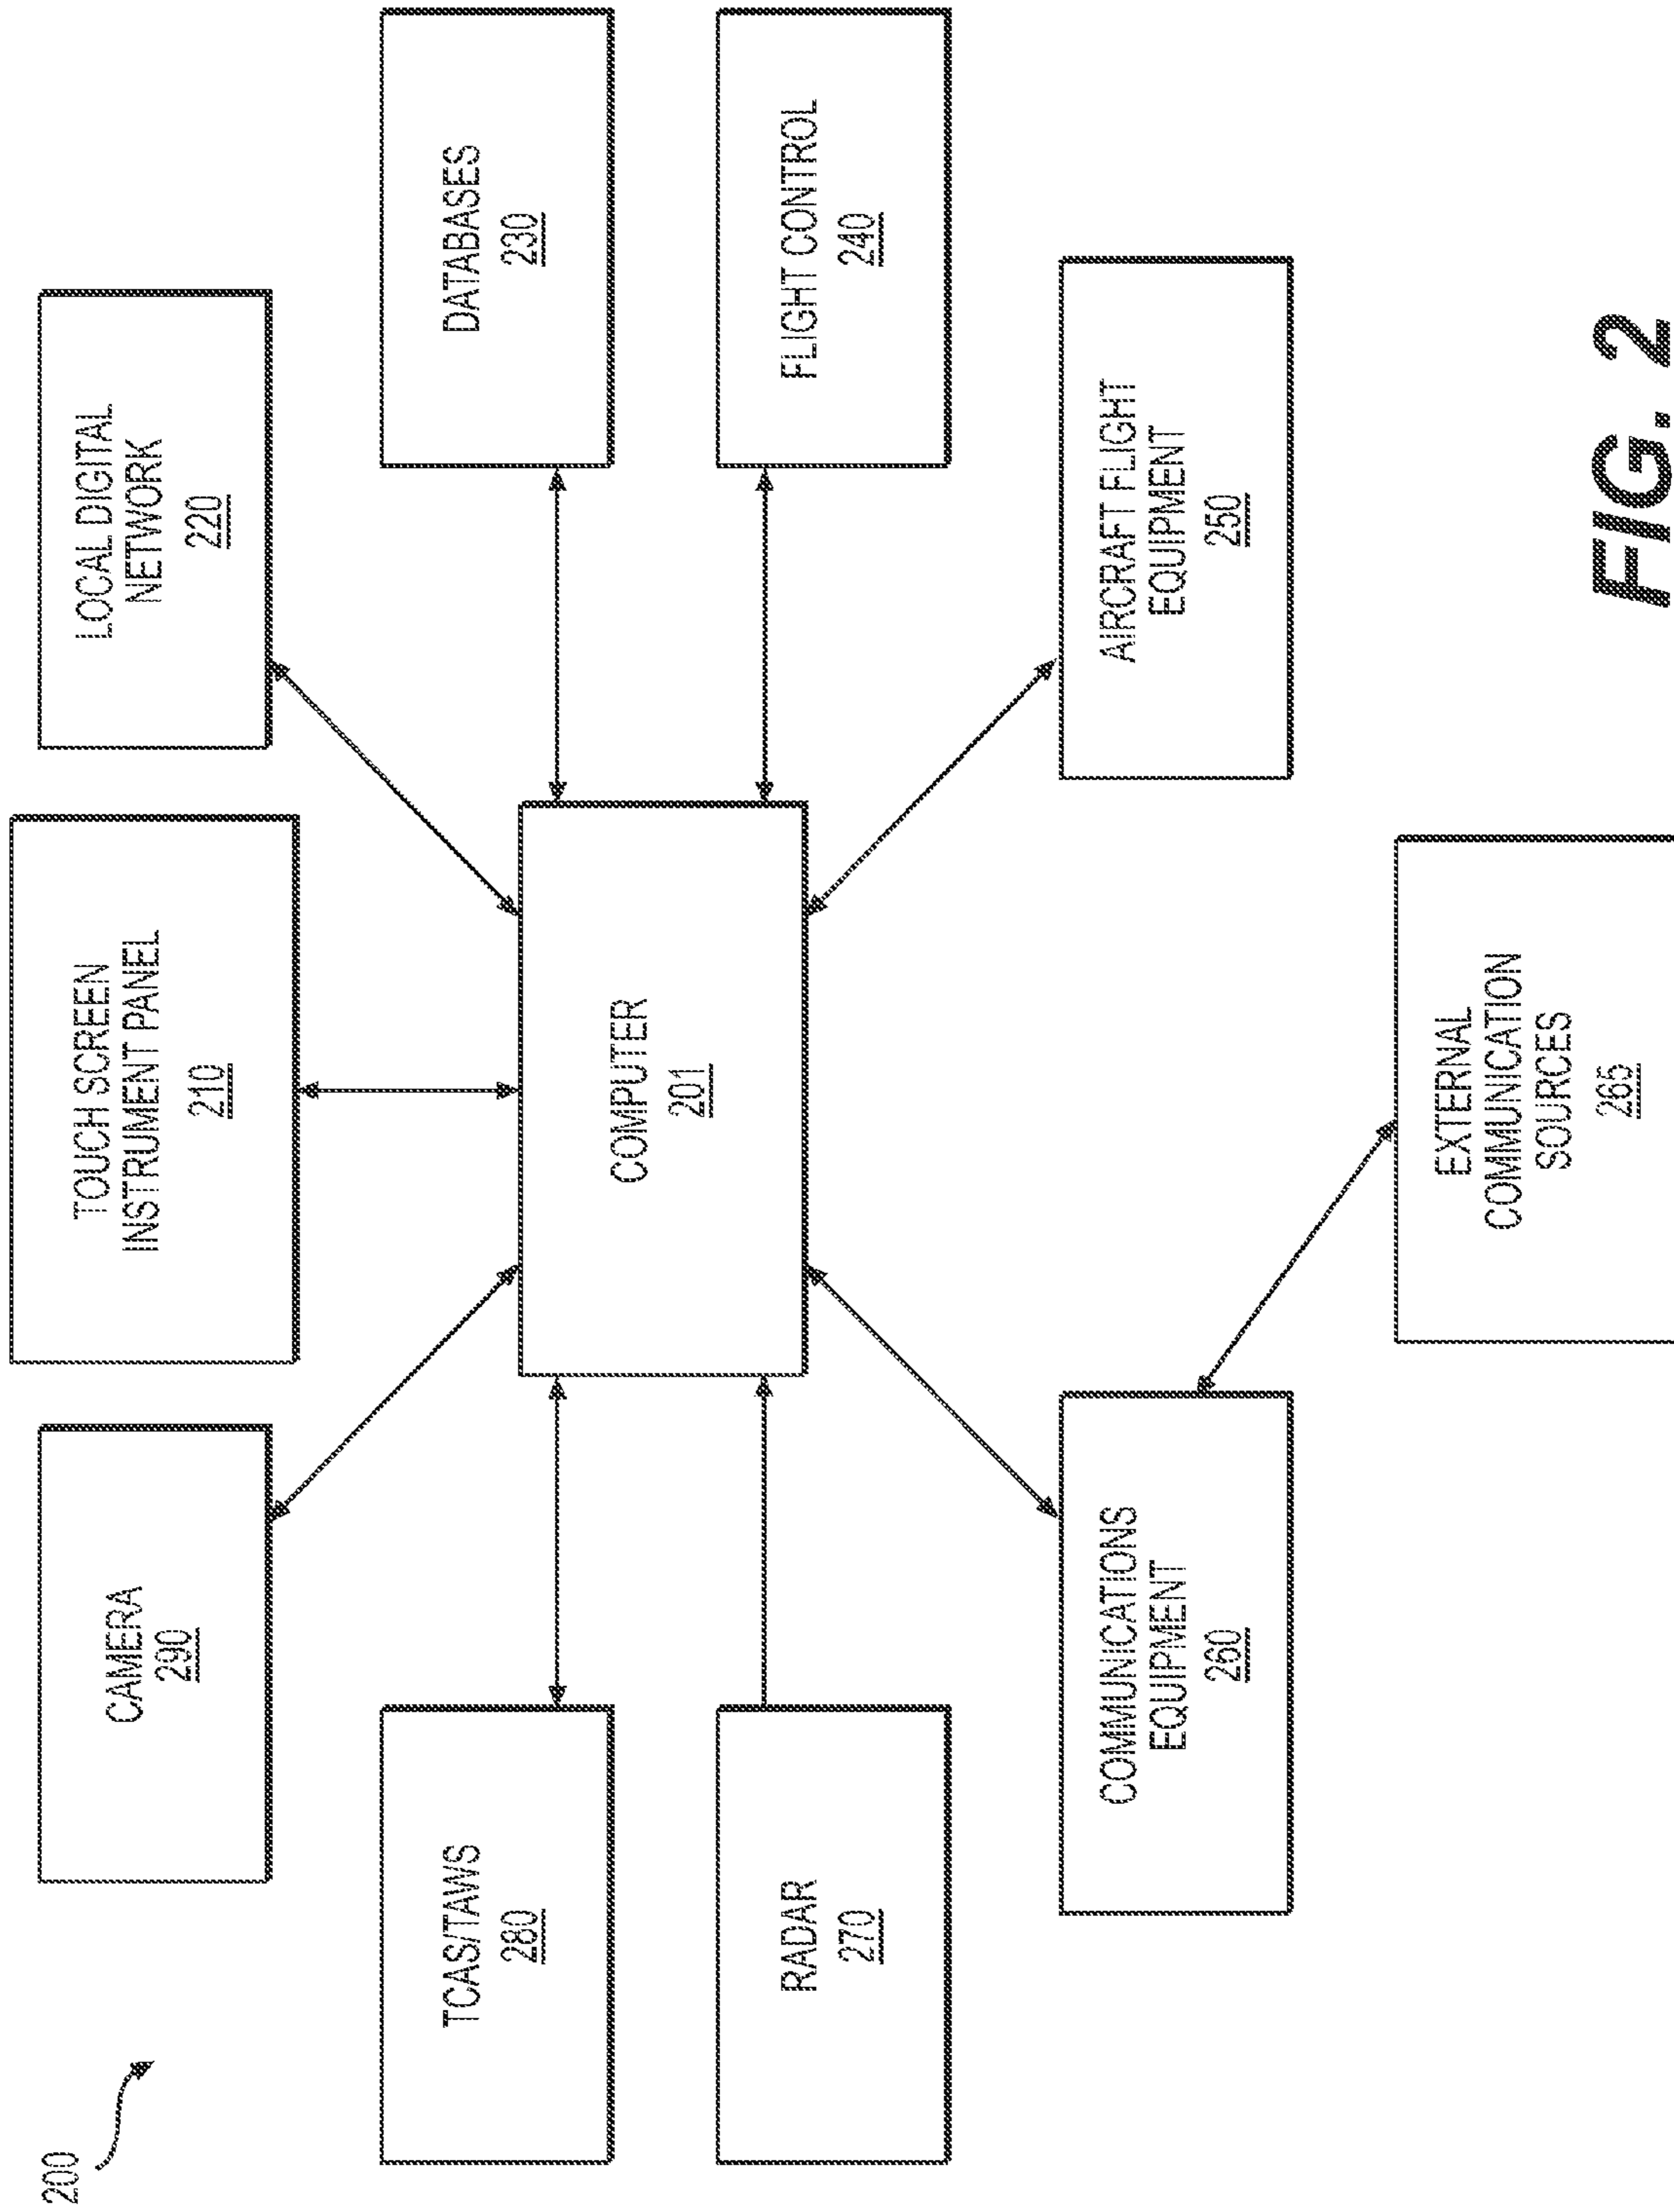 200
CAMERA
290
TOUCH SCREEN
INSTRUMENT PANEL
210
LOCAL DIGITAL
NETWORK
220
TCAS/TAWS
280
DATABASES
230
COMPUTER
201
RADAR
270
FLIGHT CONTROL
240
COMMUNICATIONS
EQUIPMENT
260
AIRCRAFT FLIGHT
EQUIPMENT
250
EXTERNAL
COMMUNICATION
SOURCES
265
FIG. 2